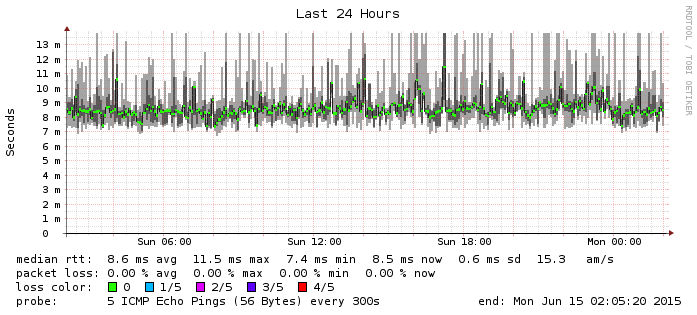 Last 24 Hours
RRDTOOL / TOBI OETIKER
Seconds
13 m
12 m
11 m
10 m
9 m
8 m
7 m
6 m
5 m
4 m
3 m
2 m
1 m
0
Sun 06:00 Sun 12:00 Sun 18:00 Mon 00:00
median rtt: 8.6 ms avg 11.5 ms max 7.4 ms min 8.5 ms now 0.6 ms sd 15.3 am/s
packet loss: 0.00 % avg 0.00 % max 0.00 % min 0.00 % now
loss color: 0 1/5 2/5 3/5 4/5
probe: 5 ICMP Echo Pings (56 Bytes) every 300s end: Mon Jun 15 02:05:20 2015